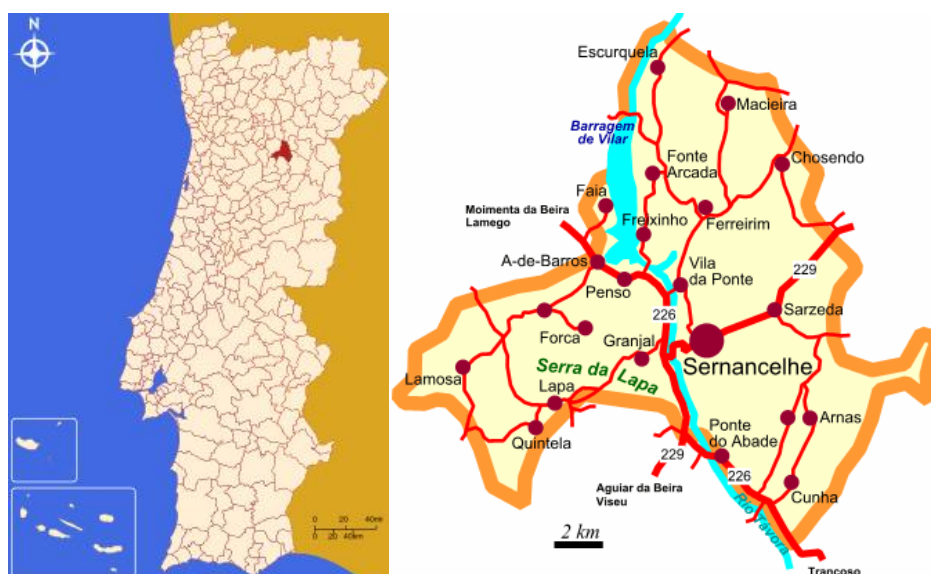 N
0 20 40mi
0 20 40km
Escurquela
Macieira
Barragem
de Vilar
Fonte
Arcada
Chosendo
Faia
Moimenta da Beira
Lamego
Freixinho
Ferreirim
A-de-Barros
Vila
da Ponte
229
Penso
226
Sarzeda
Forca
Granjal
Serra da Lapa
Sernancelhe
Lamosa
Lapa
Quintela
Ponte
do Abade
Arnas
229
226
Cunha
Aguiar da Beira
Viseu
Rio Távora
2 km
Trancoso